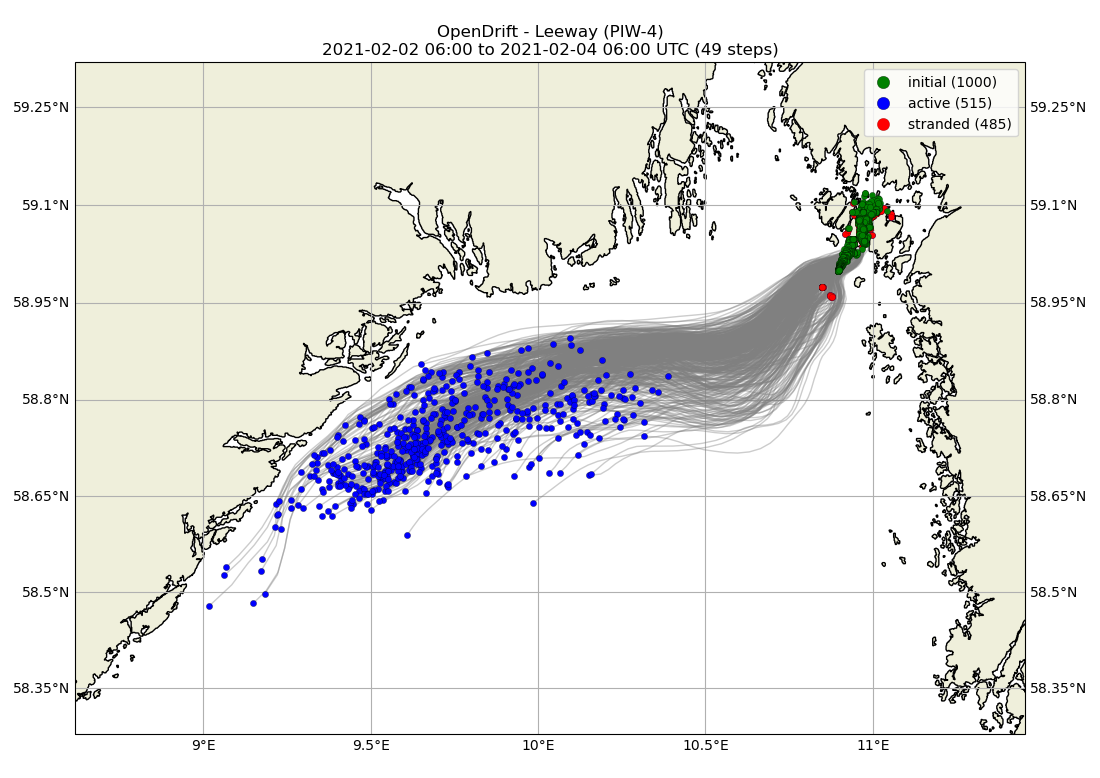 OpenDrift - Leeway (PIW-4)
2021-02-02 06:00 to 2021-02-04 06:00 UTC (49 steps)
initial (1000)
active (515)
stranded (485)
59.25°N 59.25°N
59.1°N 59.1°N
58.95°N 58.95°N
58.8°N 58.8°N
58.65°N 58.65°N
58.5°N 58.5°N
58.35°N 58.35°N
9°E 9.5°E 10°E 10.5°E 11°E